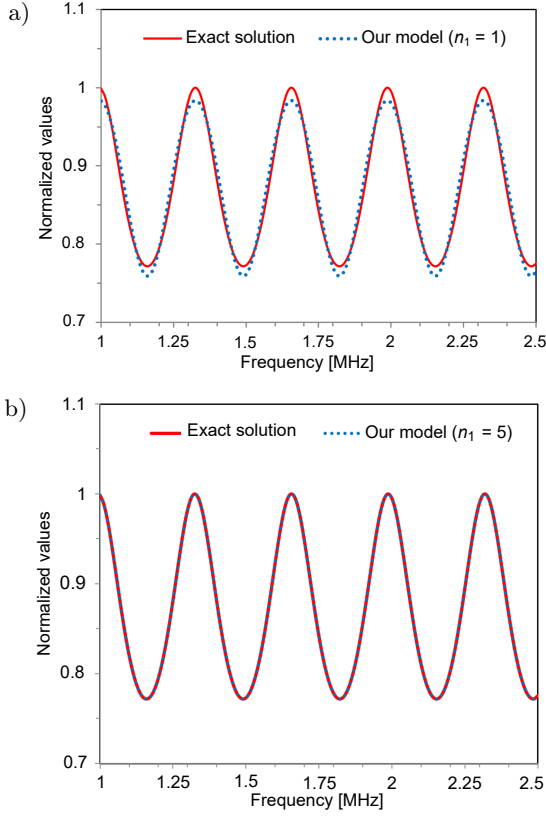 a)
1.1
Exact solution
Our model (n₁ = 1)
1
0.9
0.8
0.7
Normalized values
1
1.25
1.5
1.75
2
2.25
2.5
Frequency [MHz]
b)
1.1
Exact solution
Our model (n₁ = 5)
1
0.9
0.8
0.7
Normalized values
1
1.25
1.5
1.75
2
2.25
2.5
Frequency [MHz]